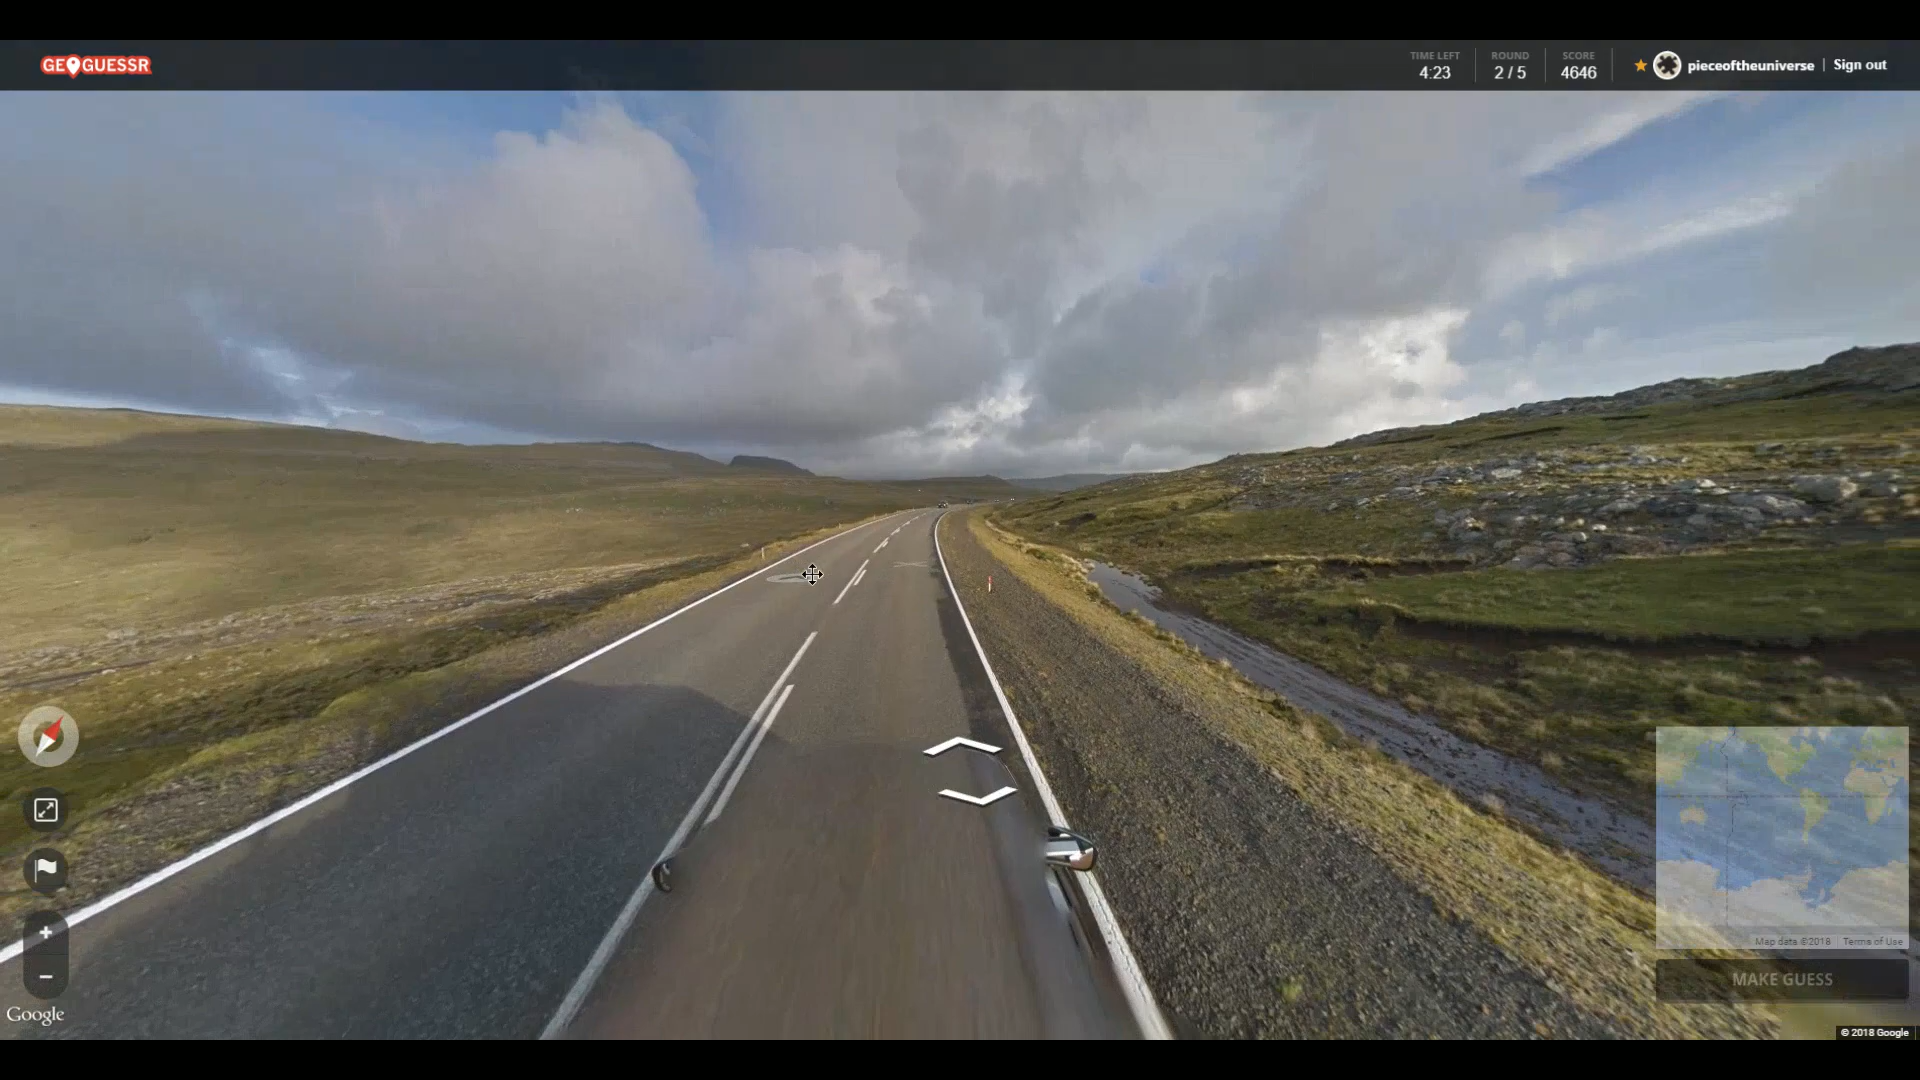 GEOGUESSR
TIME LEFT
4:23
ROUND
2 / 5
SCORE
4646
pieceoftheuniverse | Sign out
+
−
Google
Map data ©2018
Terms of Use
MAKE GUESS
© 2018 Google